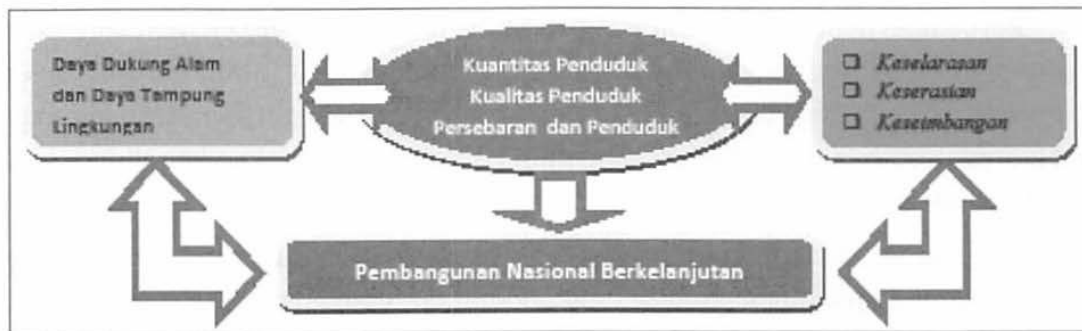 Daya Dukung Alam
dan Daya Tampung
Lingkungan
Kuantitas Penduduk
Kualitas Penduduk
Persebaran dan Penduduk
Keselarasan
Keserasian
Keseimbangan
Pembangunan Nasional Berkelanjutan